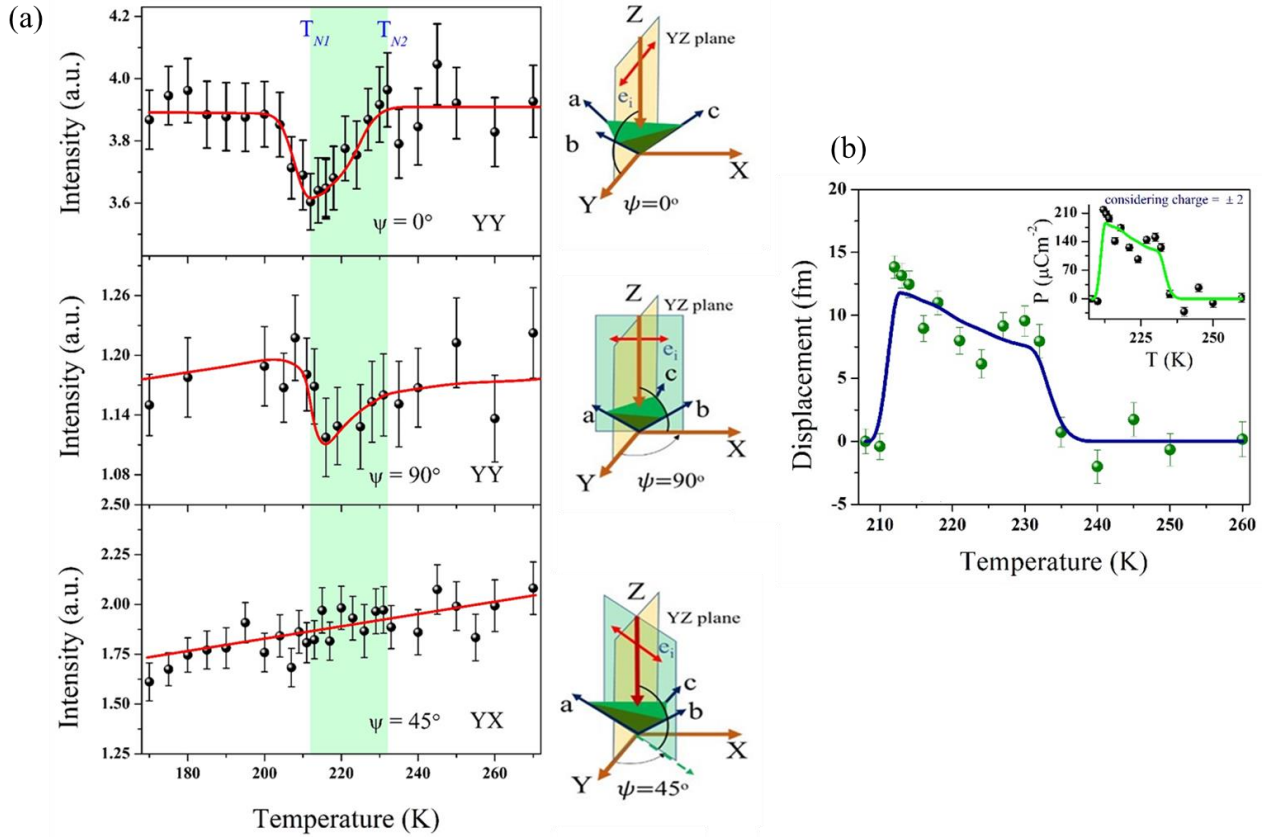 (a)
4.2
4.0
3.8
3.6
Intensity (a.u.)
T_N1 T_N2
ψ = 0° YY
1.26
1.20
1.14
1.08
Intensity (a.u.)
ψ = 90° YY
2.50
2.25
2.00
1.75
1.50
1.25
Intensity (a.u.)
ψ = 45° YX
180 200 220 240 260
Temperature (K)
Z
YZ plane
e_i
a
c
b
X
Y
ψ=0°
Z
YZ plane
e_i
c
a
b
X
Y
ψ=90°
Z
YZ plane
e_i
c
a
b
X
Y
ψ=45°
(b)
20
15
10
5
0
-5
Displacement (fm)
210 220 230 240 250 260
Temperature (K)
considering charge = ± 2
210
140
70
0
P (μCm⁻²)
225 250
T (K)